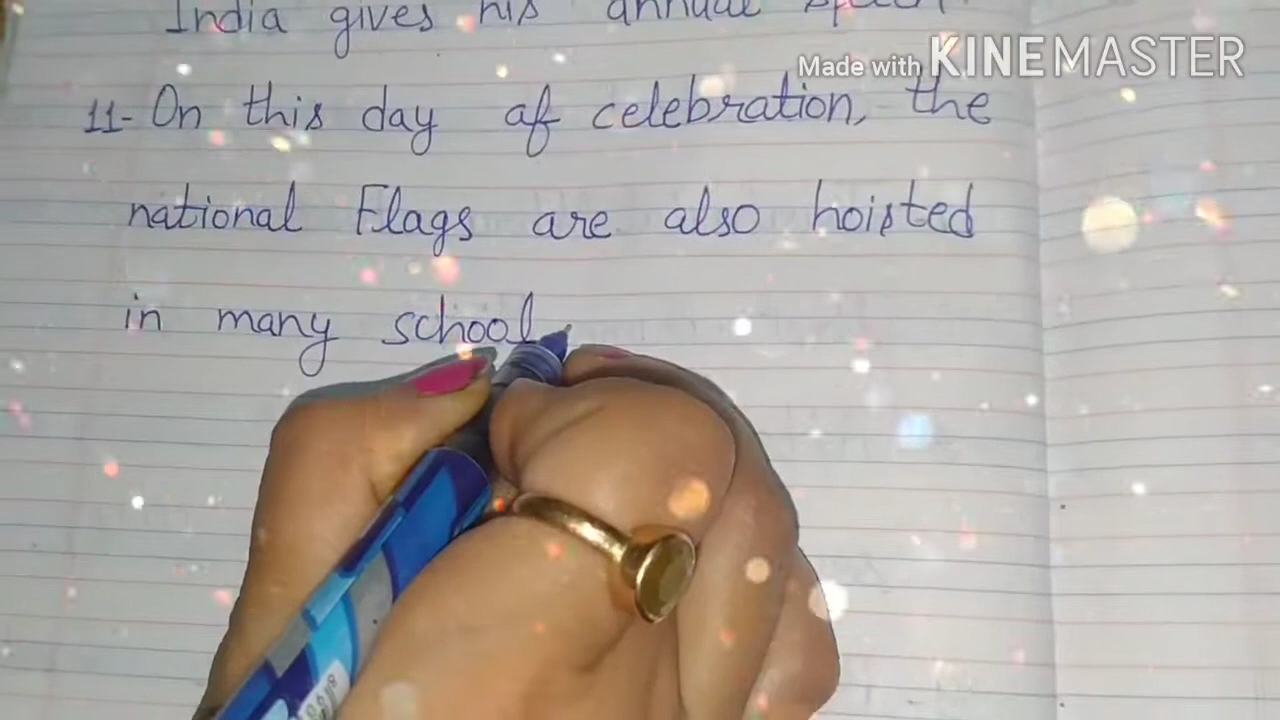 India gives his annual speech
Made with KINEMASTER
11- On this day of celebration, the
national Flags are also hoisted
in many school